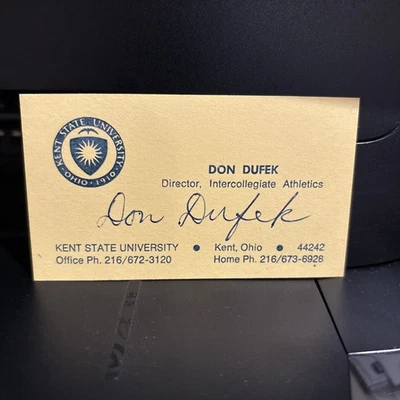 KENT STATE UNIVERSITY
OHIO • 1910
DON DUFEK
Director, Intercollegiate Athletics
Don Dufek
KENT STATE UNIVERSITY • Kent, Ohio • 44242
Office Ph. 216/672-3120 Home Ph. 216/673-6928